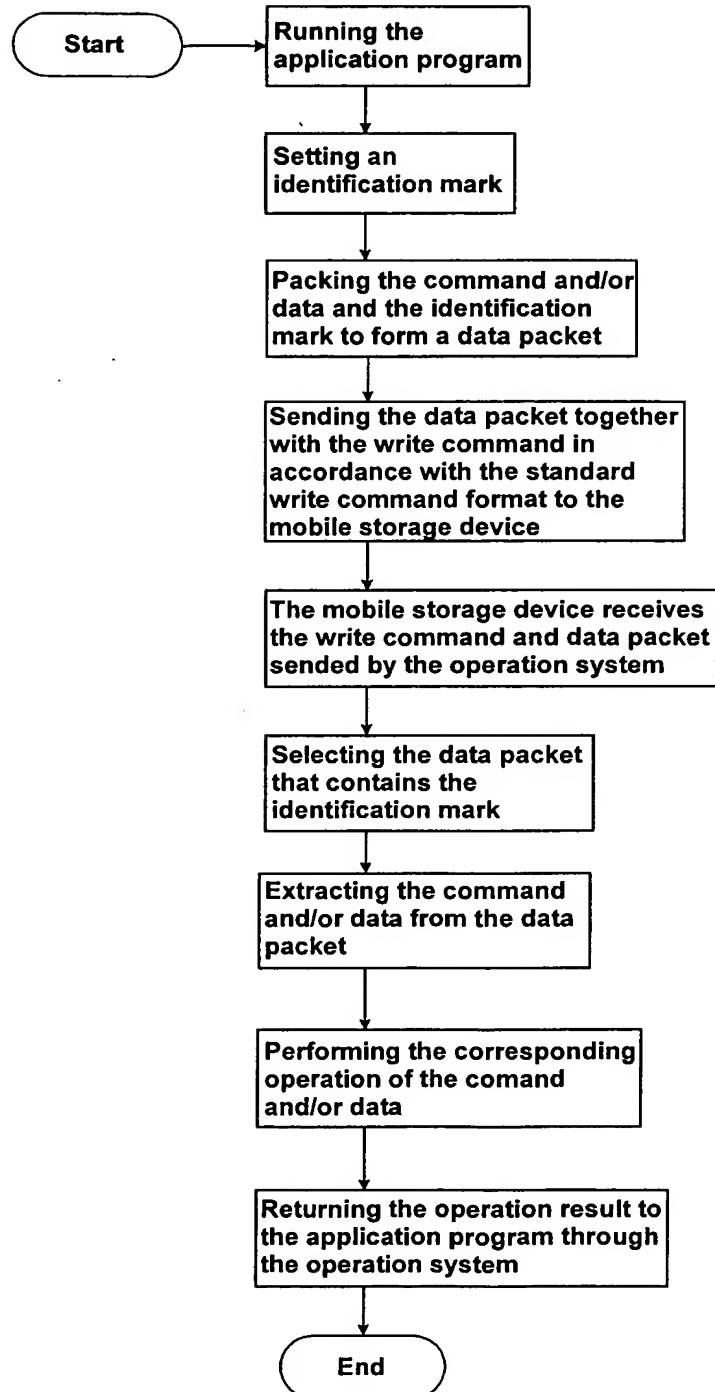 Start
Running the
application program
Setting an
identification mark
Packing the command and/or
data and the identification
mark to form a data packet
Sending the data packet together
with the write command in
accordance with the standard
write command format to the
mobile storage device
The mobile storage device receives
the write command and data packet
sended by the operation system
Selecting the data packet
that contains the
identification mark
Extracting the command
and/or data from the data
packet
Performing the corresponding
operation of the comand
and/or data
Returning the operation result to
the application program through
the operation system
End